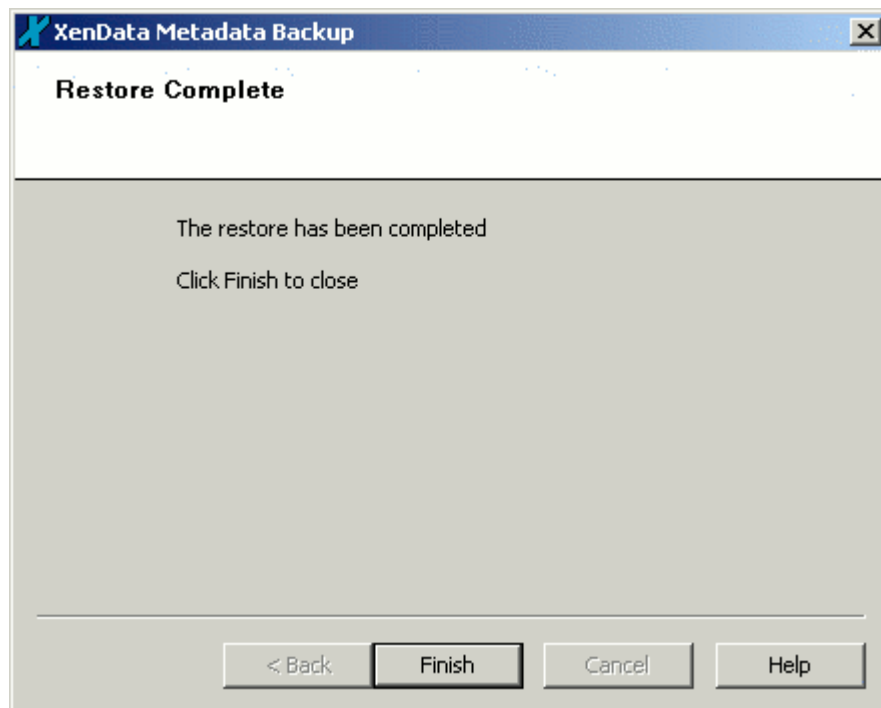 XenData Metadata Backup
Restore Complete
The restore has been completed
Click Finish to close
< Back
Finish
Cancel
Help